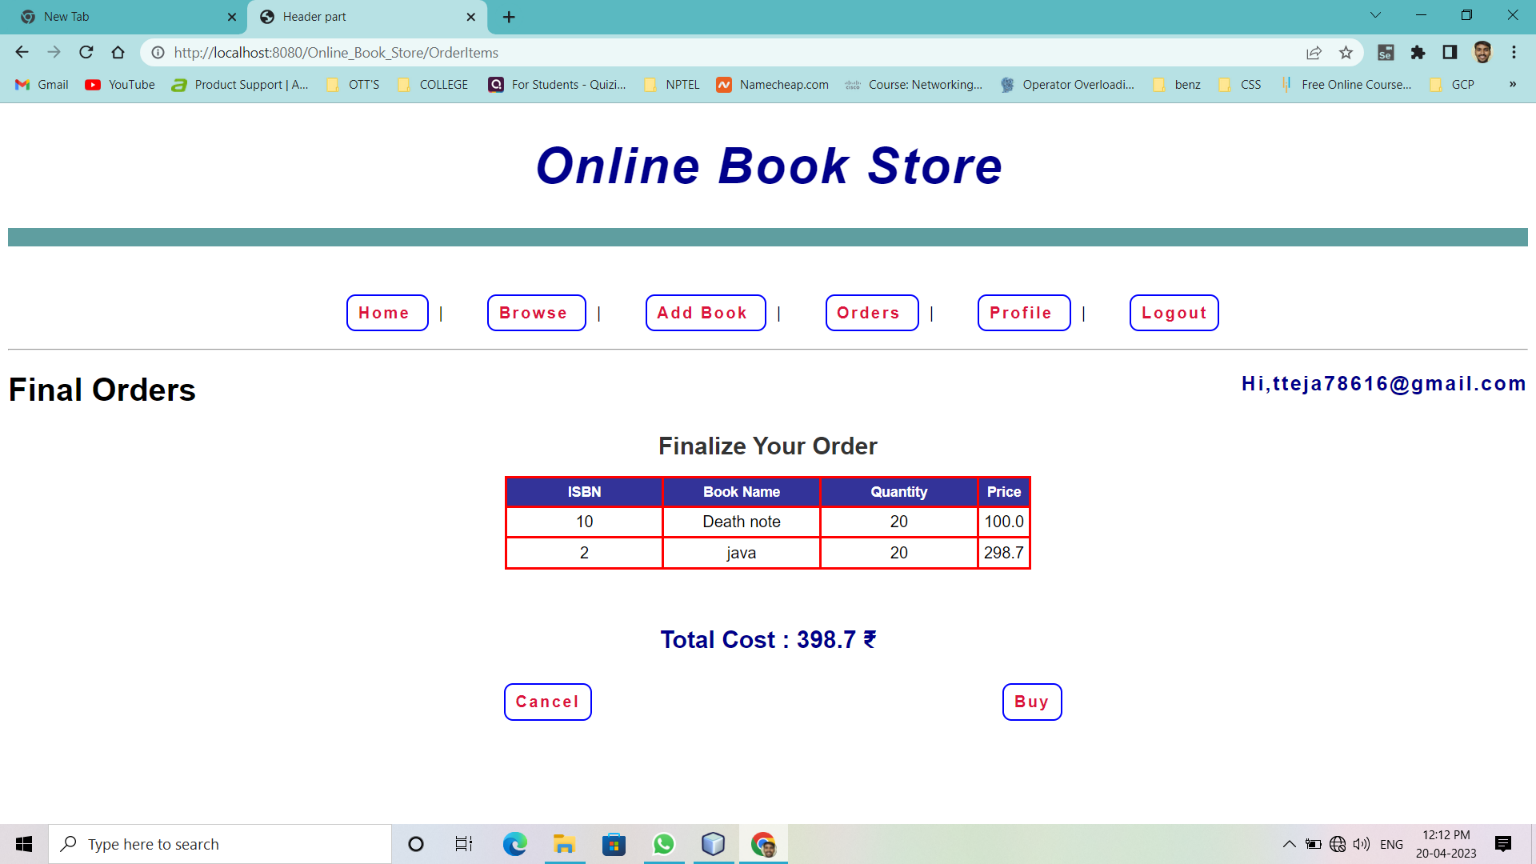 New Tab
Header part
http://localhost:8080/Online_Book_Store/OrderItems
Se
Gmail YouTube Product Support | A... OTT'S COLLEGE For Students - Quizi... NPTEL Namecheap.com Course: Networking... Operator Overloadi... benz CSS Free Online Course... GCP »
Online Book Store
Home | Browse | Add Book | Orders | Profile | Logout
Final Orders
Hi,tteja78616@gmail.com
Finalize Your Order
ISBN Book Name Quantity Price
10 Death note 20 100.0
2 java 20 298.7
Total Cost : 398.7 ₹
Cancel Buy
Type here to search
ENG
12:12 PM
20-04-2023